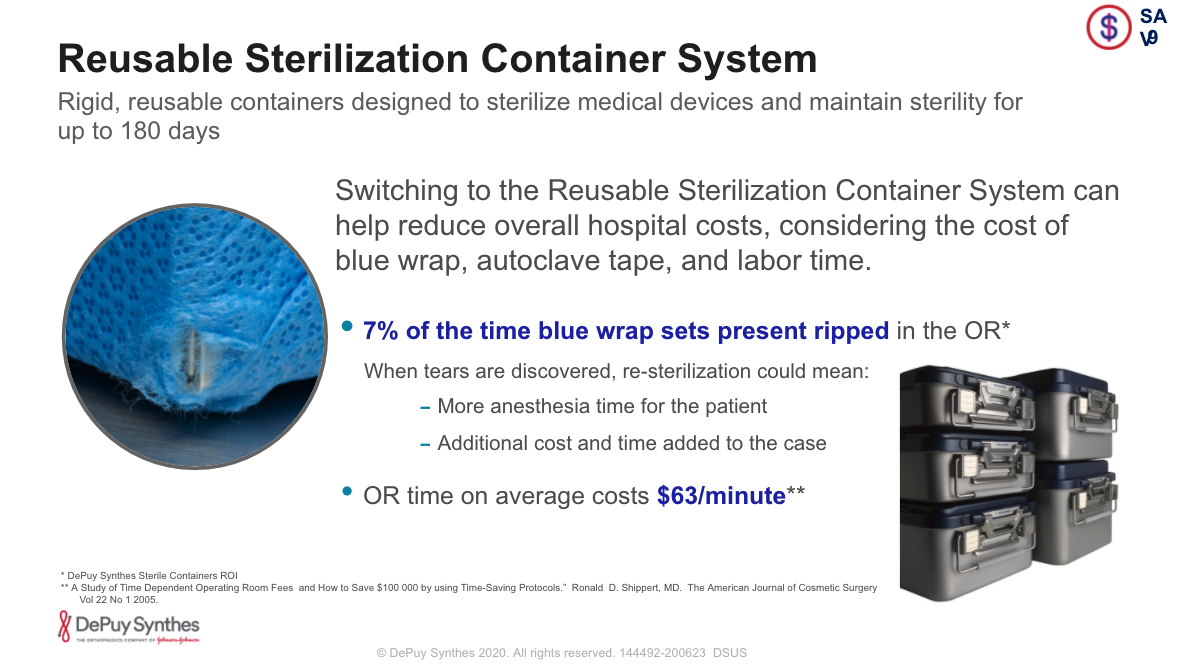 SA
V9
Reusable Sterilization Container System
Rigid, reusable containers designed to sterilize medical devices and maintain sterility for
up to 180 days
Switching to the Reusable Sterilization Container System can
help reduce overall hospital costs, considering the cost of
blue wrap, autoclave tape, and labor time.
• 7% of the time blue wrap sets present ripped in the OR*
When tears are discovered, re-sterilization could mean:
– More anesthesia time for the patient
– Additional cost and time added to the case
• OR time on average costs $63/minute**
* DePuy Synthes Sterile Containers ROI
** A Study of Time Dependent Operating Room Fees and How to Save $100 000 by using Time-Saving Protocols.” Ronald D. Shippert, MD. The American Journal of Cosmetic Surgery
Vol 22 No 1 2005.
DePuy Synthes
THE ORTHOPAEDICS COMPANY OF Johnson & Johnson
© DePuy Synthes 2020. All rights reserved. 144492-200623 DSUS